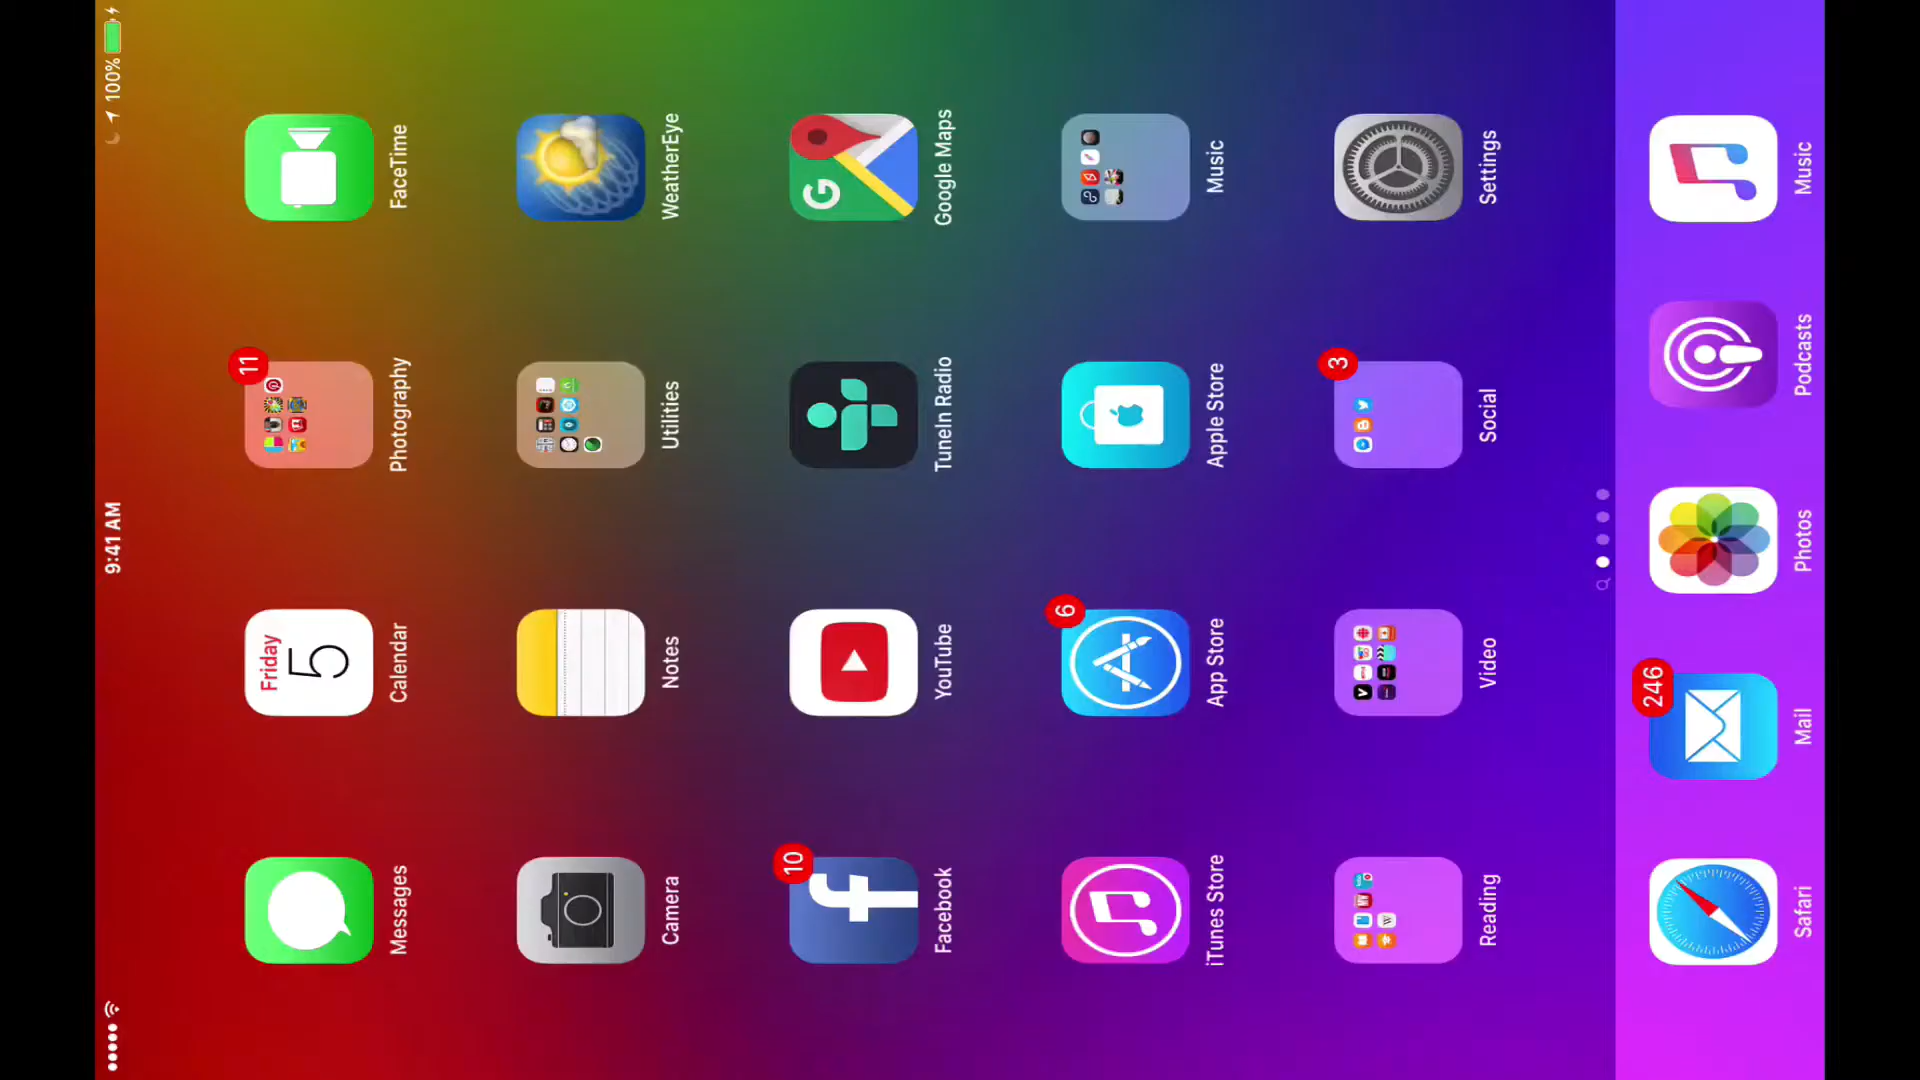 9:41 AM
100%
Messages
Friday
5
Calendar
11
Photography
FaceTime
Camera
Notes
Utilities
WeatherEye
10
Facebook
YouTube
TuneIn Radio
G
Google Maps
iTunes Store
6
App Store
Apple Store
Music
Reading
Video
3
Social
Settings
Safari
246
Mail
Photos
Podcasts
Music